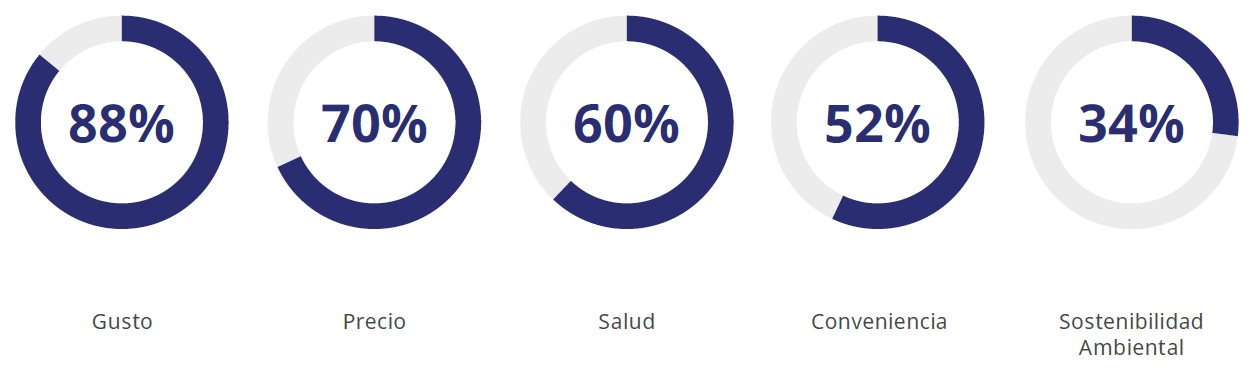 88%
70%
60%
52%
34%
Gusto
Precio
Salud
Conveniencia
Sostenibilidad
Ambiental